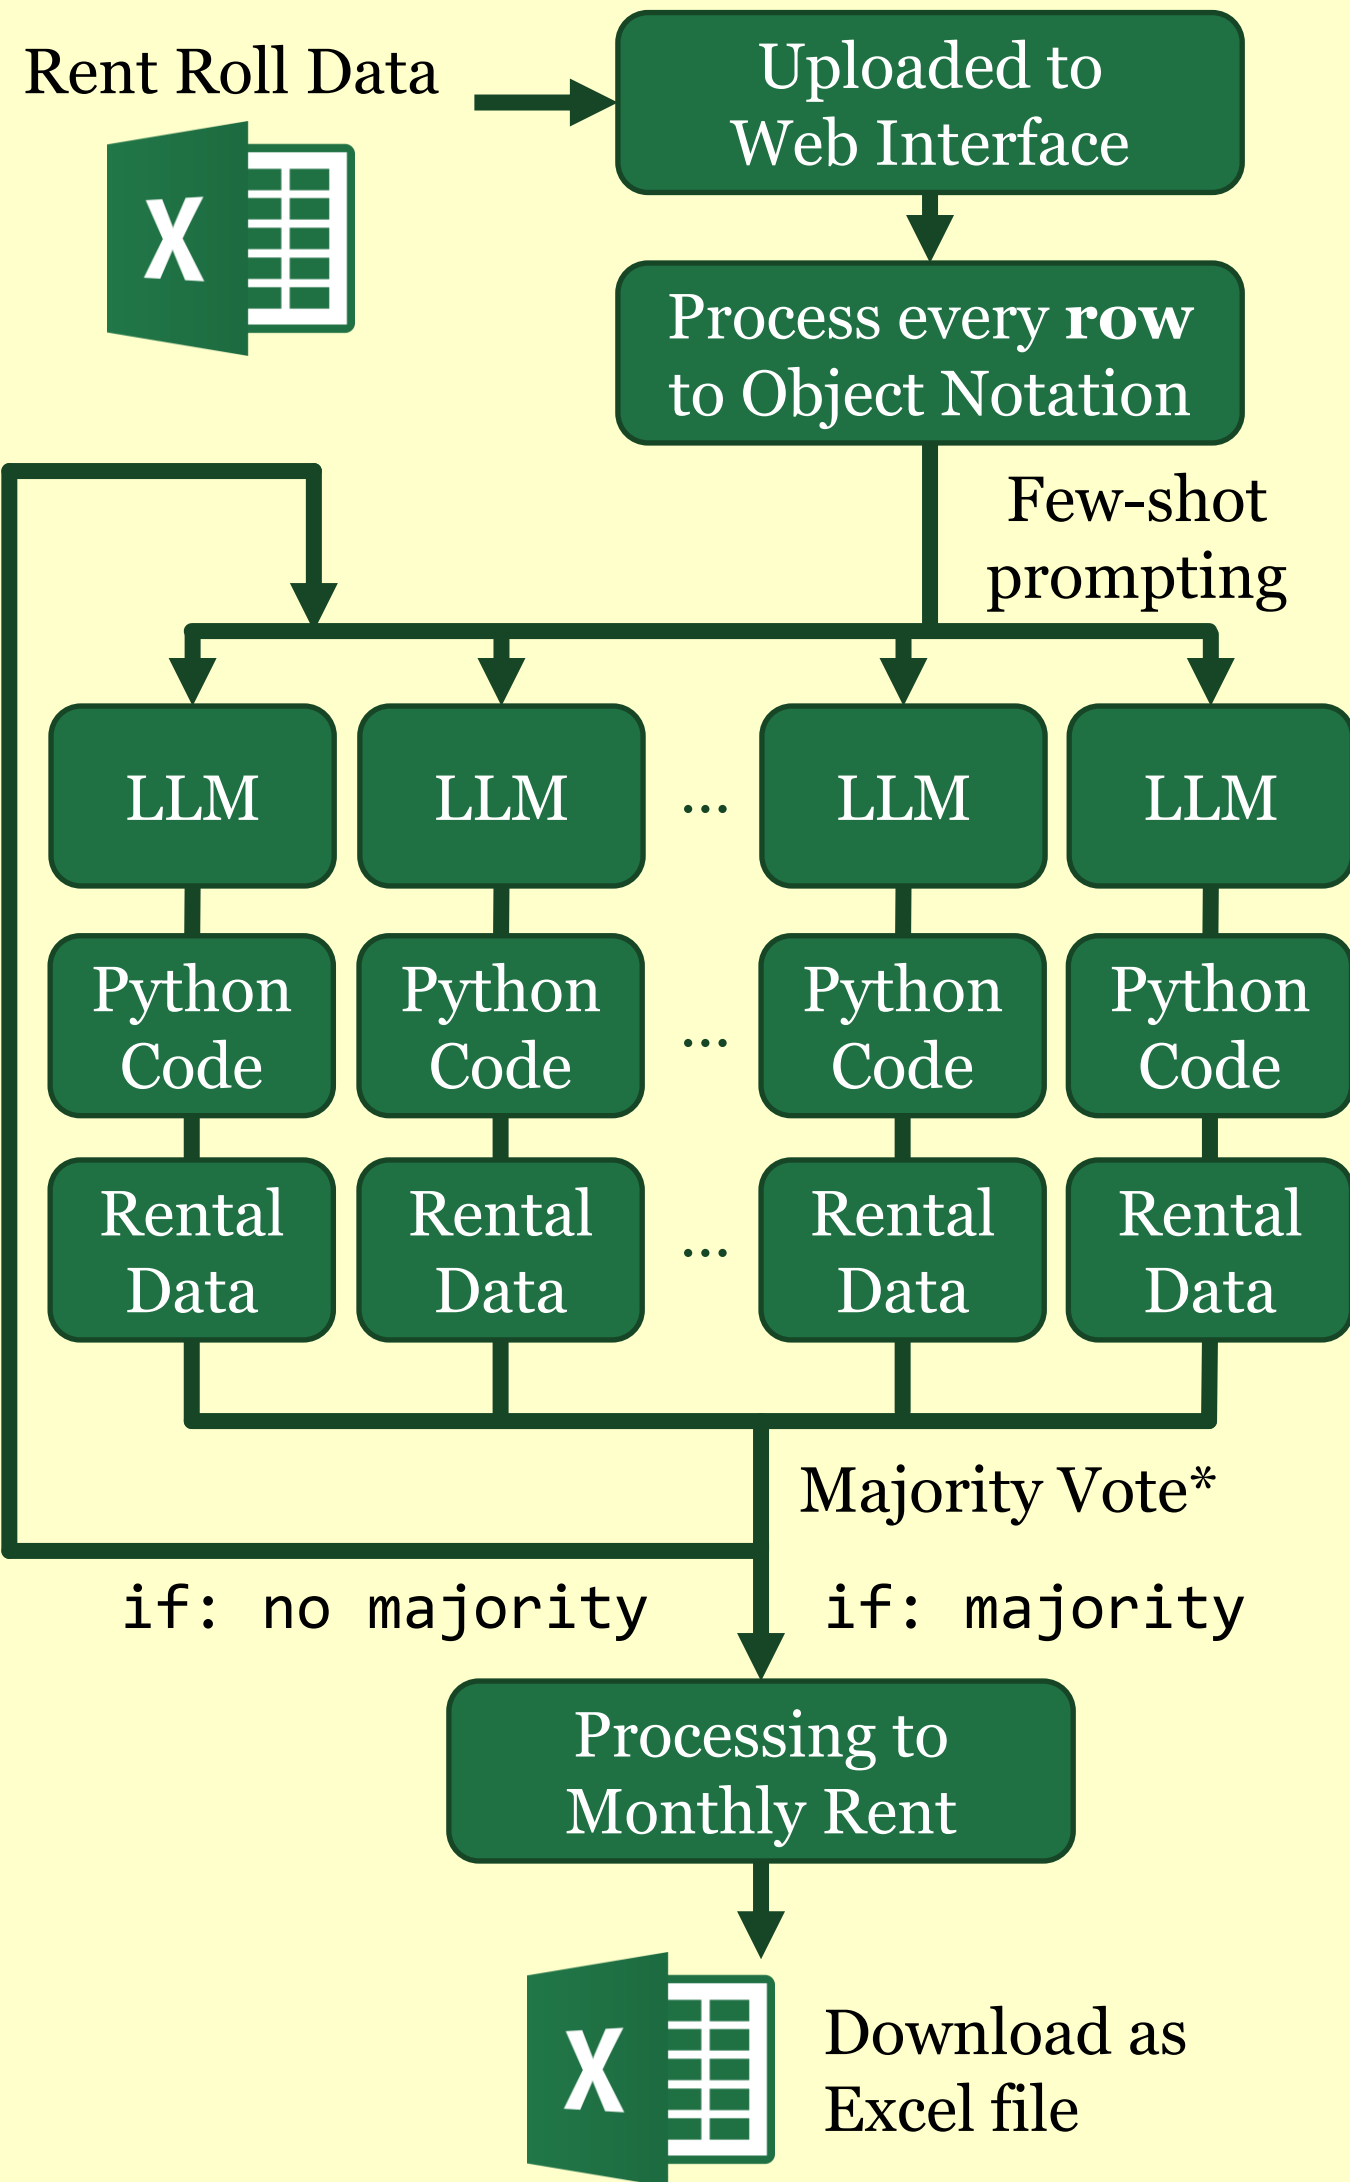 Rent Roll Data
X
Uploaded to
Web Interface
Process every row
to Object Notation
Few-shot
prompting
LLM
LLM
...
LLM
LLM
Python
Code
Python
Code
...
Python
Code
Python
Code
Rental
Data
Rental
Data
...
Rental
Data
Rental
Data
Majority Vote*
if: no majority
if: majority
Processing to
Monthly Rent
X
Download as
Excel file